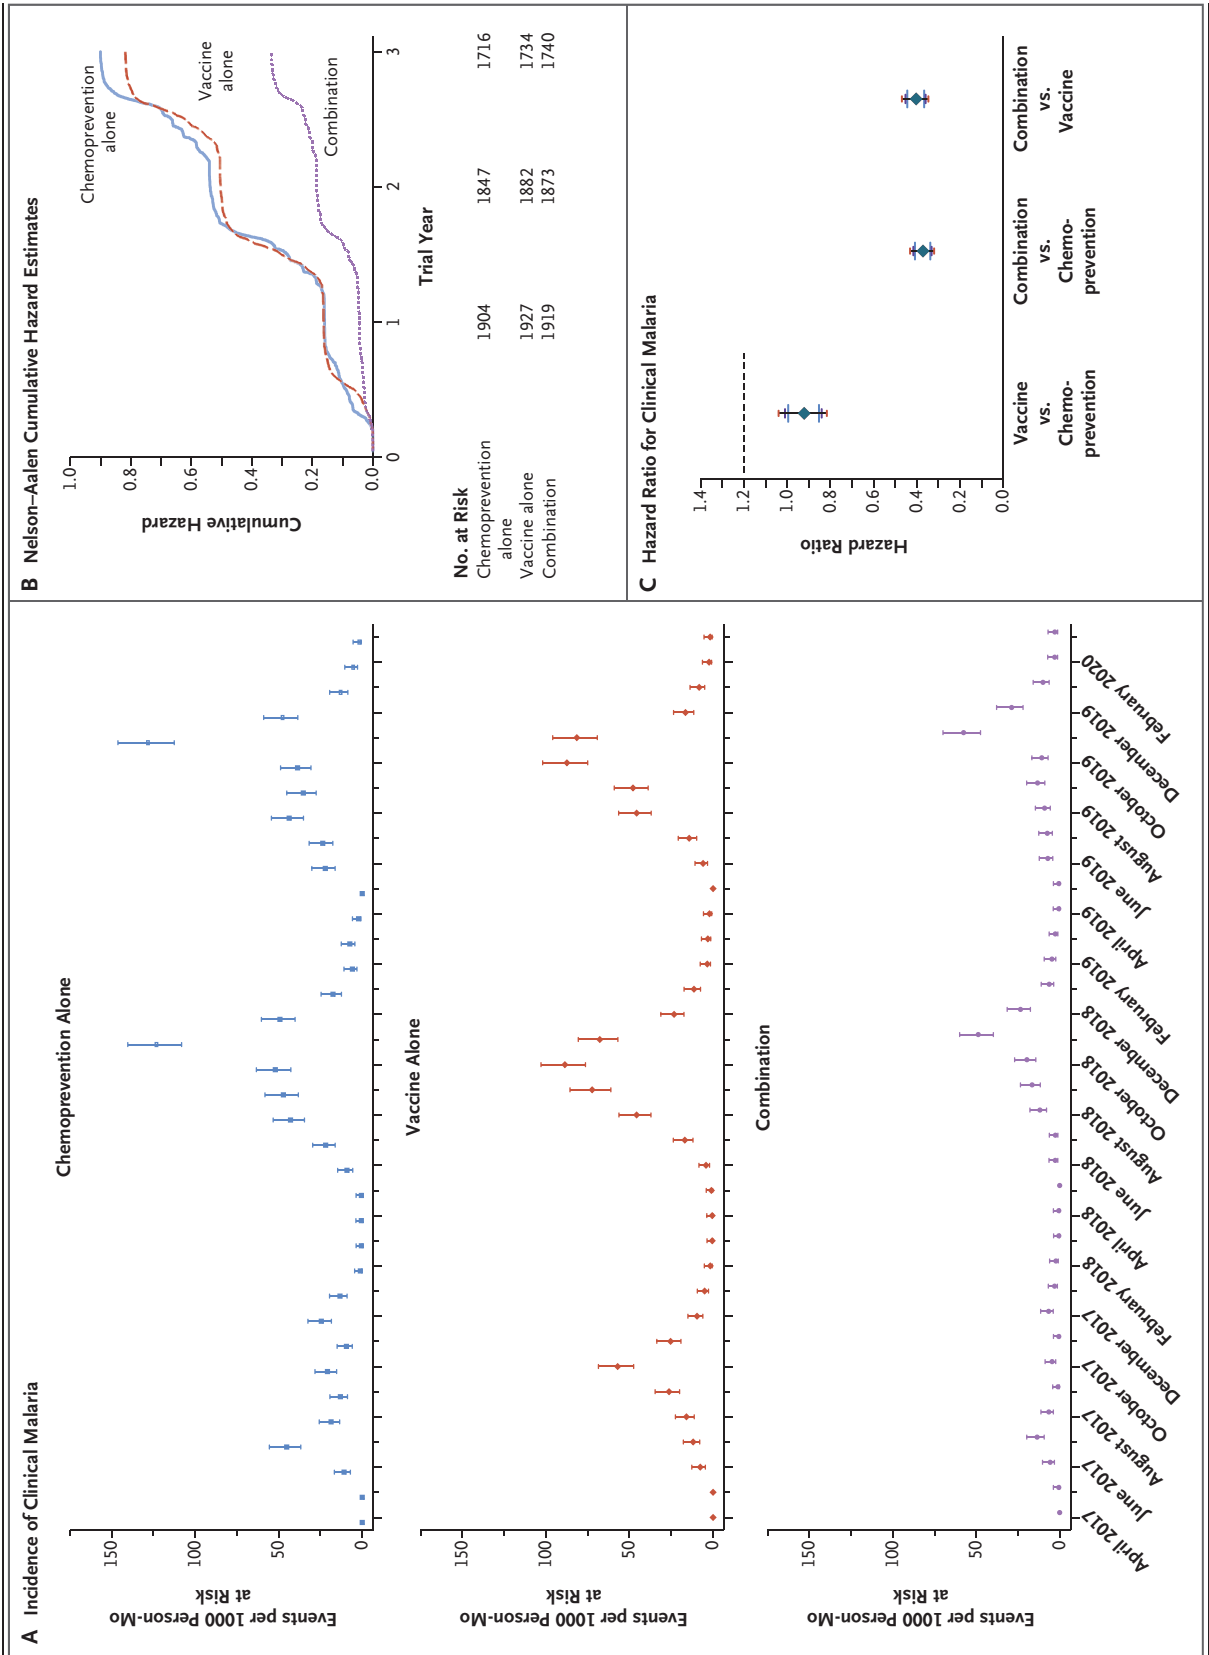 A Incidence of Clinical Malaria
Chemoprevention Alone
Events per 1000 Person-Mo
at Risk
150
100
50
0
Vaccine Alone
Events per 1000 Person-Mo
at Risk
150
100
50
0
Combination
Events per 1000 Person-Mo
at Risk
150
100
50
0
April 2017
June 2017
August 2017
October 2017
December 2017
February 2018
April 2018
June 2018
August 2018
October 2018
December 2018
February 2019
April 2019
June 2019
August 2019
October 2019
December 2019
February 2020
B Nelson–Aalen Cumulative Hazard Estimates
Cumulative Hazard
1.0
0.8
0.6
0.4
0.2
0.0
Chemoprevention
alone
Vaccine
alone
Combination
0 1 2 3
Trial Year
No. at Risk
Chemoprevention
alone 1904 1847 1716
Vaccine alone 1927 1882 1734
Combination 1919 1873 1740
C Hazard Ratio for Clinical Malaria
Hazard Ratio
1.4
1.2
1.0
0.8
0.6
0.4
0.2
0.0
Vaccine
vs.
Chemo-
prevention
Combination
vs.
Chemo-
prevention
Combination
vs.
Vaccine